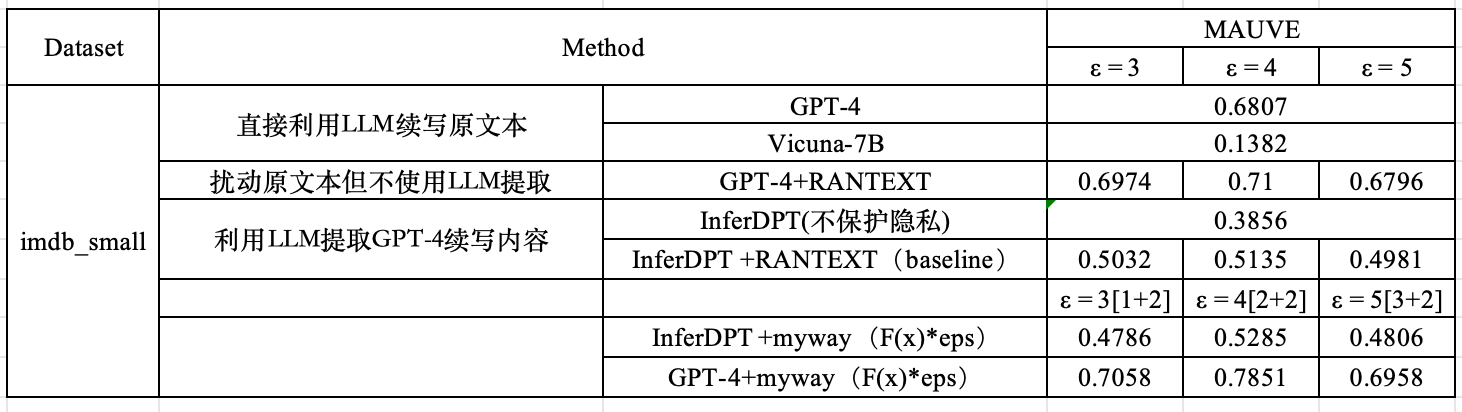 Dataset Method MAUVE
ε = 3 ε = 4 ε = 5
imdb_small
直接利用LLM续写原文本 GPT-4 0.6807
Vicuna-7B 0.1382
扰动原文本但不使用LLM提取 GPT-4+RANTEXT 0.6974 0.71 0.6796
利用LLM提取GPT-4续写内容 InferDPT(不保护隐私) 0.3856
InferDPT +RANTEXT（baseline） 0.5032 0.5135 0.4981
ε = 3[1+2] ε = 4[2+2] ε = 5[3+2]
InferDPT +myway（F(x)*eps） 0.4786 0.5285 0.4806
GPT-4+myway（F(x)*eps） 0.7058 0.7851 0.6958